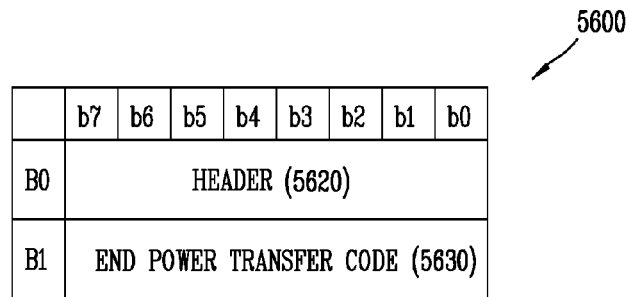 5600
b7 b6 b5 b4 b3 b2 b1 b0
B0 HEADER (5620)
B1 END POWER TRANSFER CODE (5630)